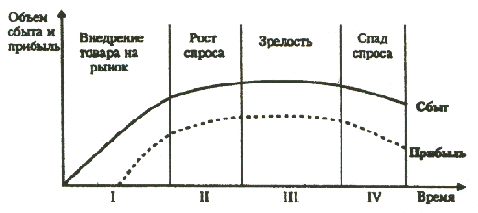 Объем
сбыта и
прибыль
Внедрение
товара на
рынок
Рост
спроса
Зрелость
Спад
спроса
Сбыт
Прибыль
I
II
III
IV
Время